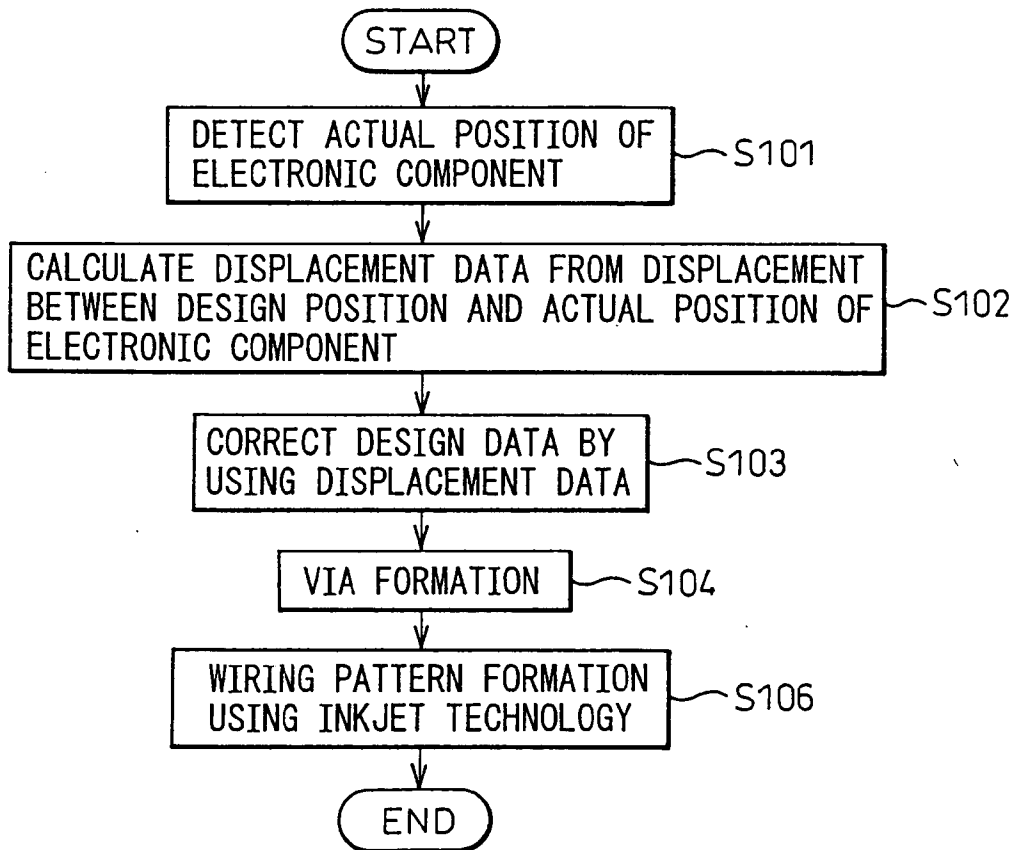 START
DETECT ACTUAL POSITION OF
ELECTRONIC COMPONENT
S101
CALCULATE DISPLACEMENT DATA FROM DISPLACEMENT
BETWEEN DESIGN POSITION AND ACTUAL POSITION OF
ELECTRONIC COMPONENT
S102
CORRECT DESIGN DATA BY
USING DISPLACEMENT DATA
S103
VIA FORMATION
S104
WIRING PATTERN FORMATION
USING INKJET TECHNOLOGY
S106
END